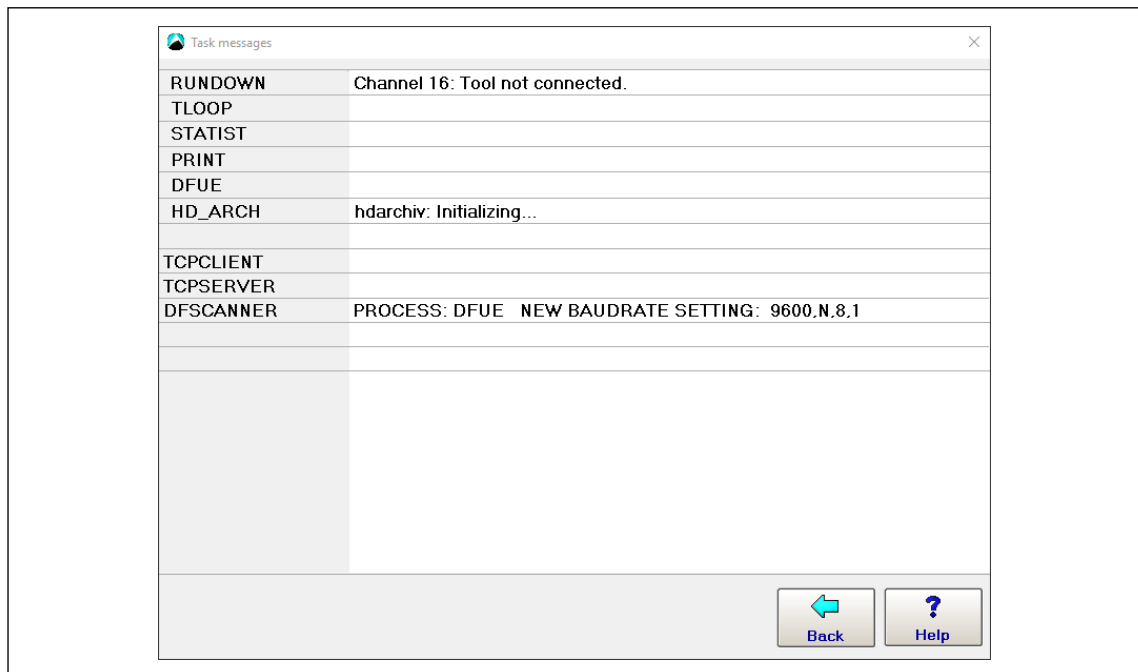 Task messages
RUNDOWN Channel 16: Tool not connected.
TLOOP
STATIST
PRINT
DFUE
HD_ARCH hdarchiv: Initializing...
TCPCLIENT
TCPSERVER
DFSCANNER PROCESS: DFUE NEW BAUDRATE SETTING: 9600,N,8,1
Back
Help